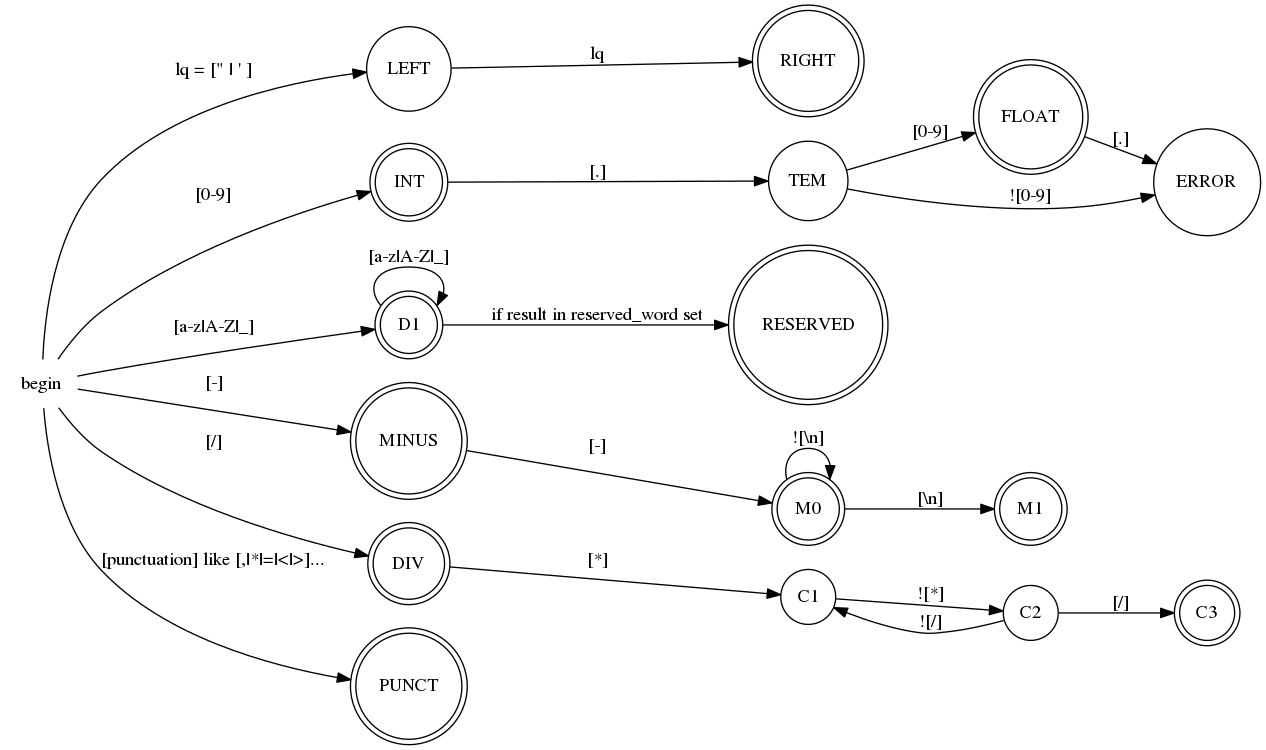 lq = [" | ' ]
LEFT
lq
RIGHT
[0-9]
INT
[.]
TEM
[0-9]
FLOAT
[.]
ERROR
![0-9]
[a-z|A-Z|_]
[a-z|A-Z|_]
D1
if result in reserved_word set
RESERVED
begin
[-]
MINUS
[-]
![\n]
M0
[\n]
M1
[/]
DIV
[*]
C1
![*]
![/]
C2
[/]
C3
[punctuation] like [,|*|=|<|>]...
PUNCT